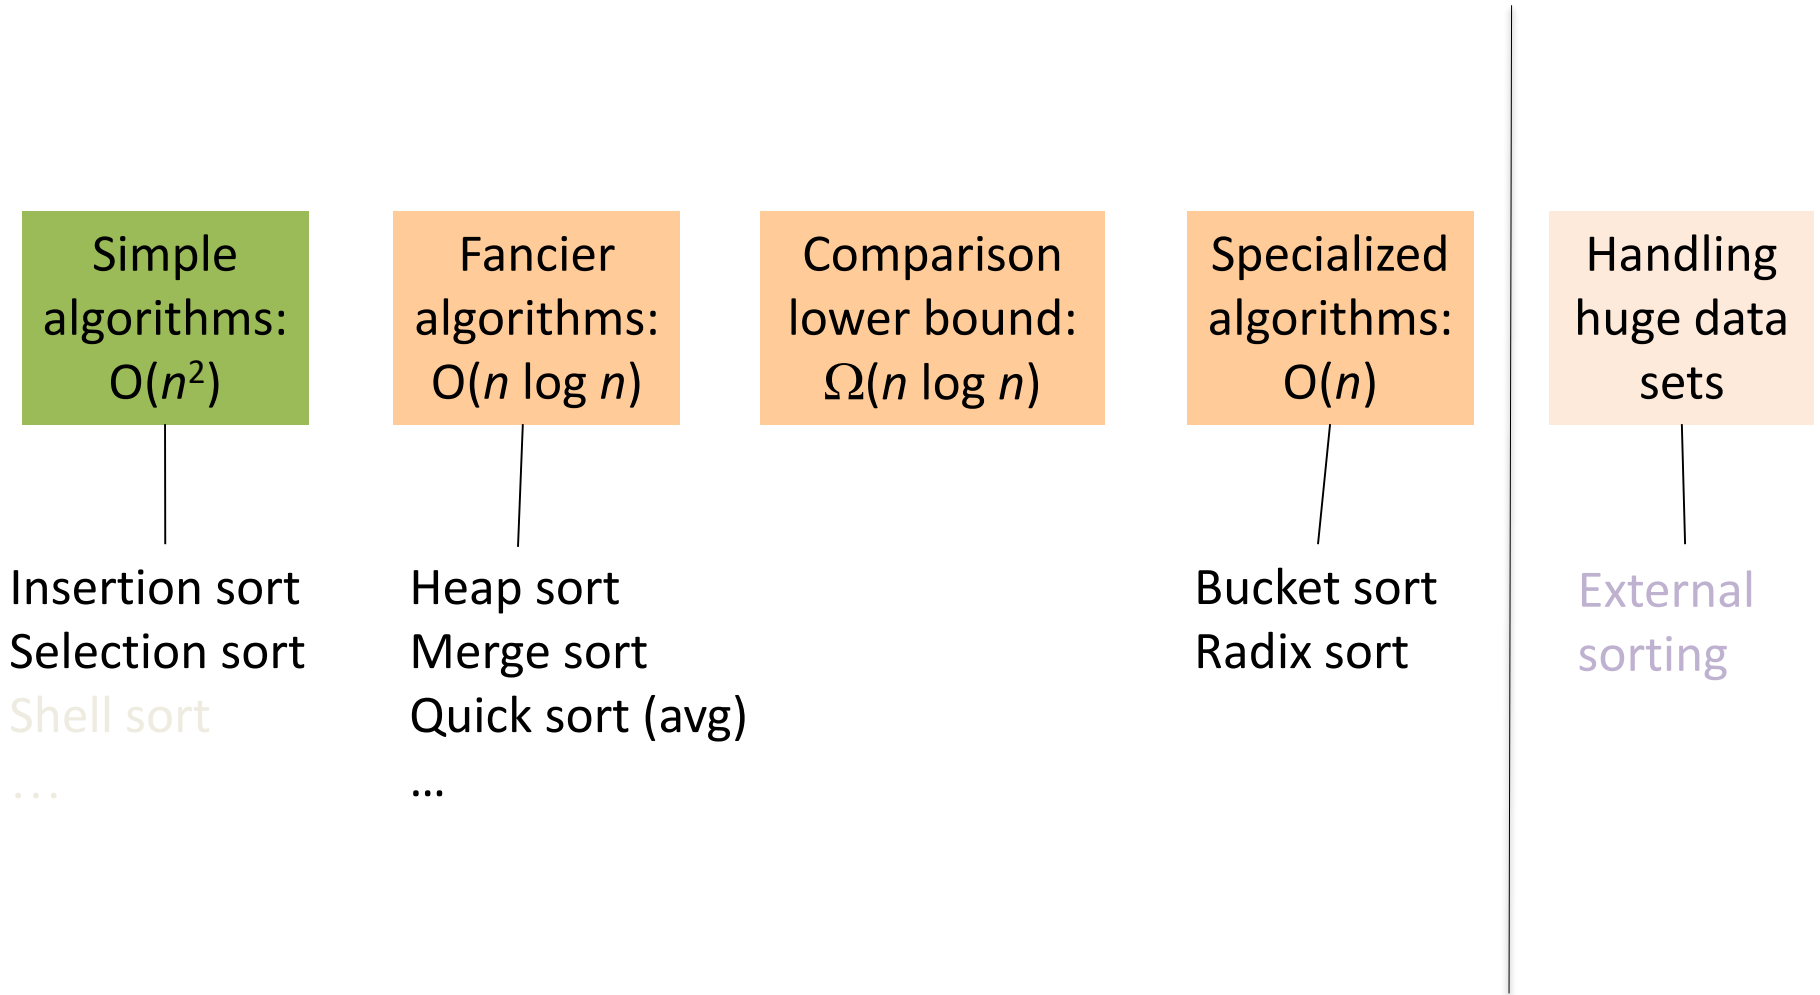 Simple
algorithms:
O(n²)
Fancier
algorithms:
O(n log n)
Comparison
lower bound:
Ω(n log n)
Specialized
algorithms:
O(n)
Handling
huge data
sets
Insertion sort
Selection sort
Shell sort
…
Heap sort
Merge sort
Quick sort (avg)
…
Bucket sort
Radix sort
External
sorting